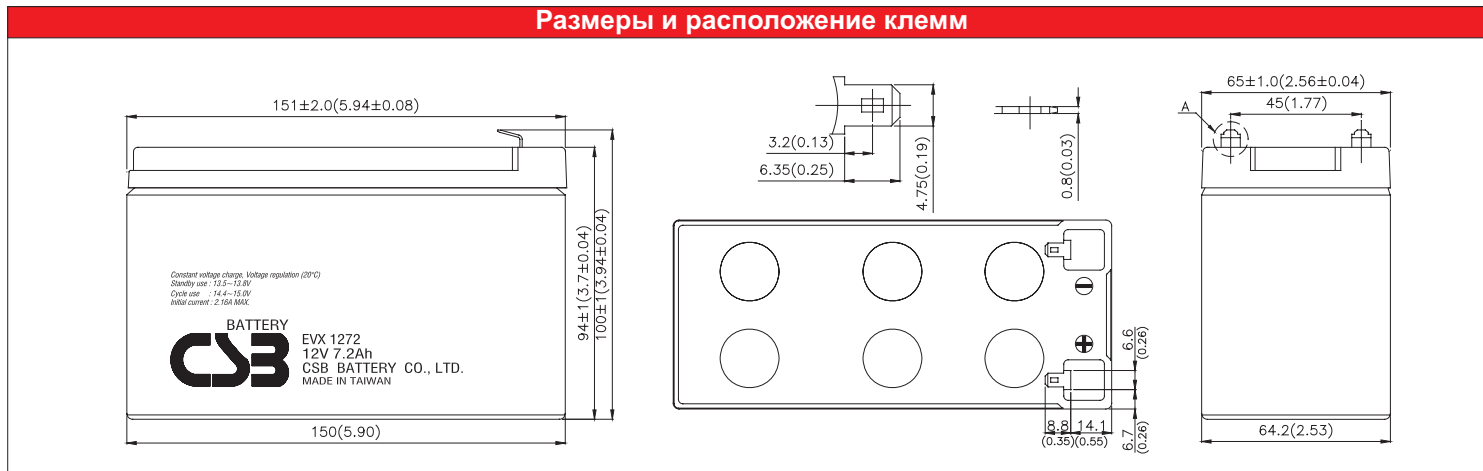 Размеры и расположение клемм
151±2.0(5.94±0.08)
94±1(3.7±0.04)
100±1(3.94±0.04)
Constant voltage charge, Voltage regulation (20°C)
Standby use : 13.5~13.8V
Cycle use : 14.4~15.0V
Initial current : 2.16A MAX.
BATTERY
CSB
EVX 1272
12V 7.2Ah
CSB BATTERY CO., LTD.
MADE IN TAIWAN
150(5.90)
3.2(0.13)
6.35(0.25)
4.75(0.19)
0.8(0.03)
6.6
(0.26)
6.7
(0.26)
8.8 14.1
(0.35)(0.55)
65±1.0(2.56±0.04)
45(1.77)
A
64.2(2.53)